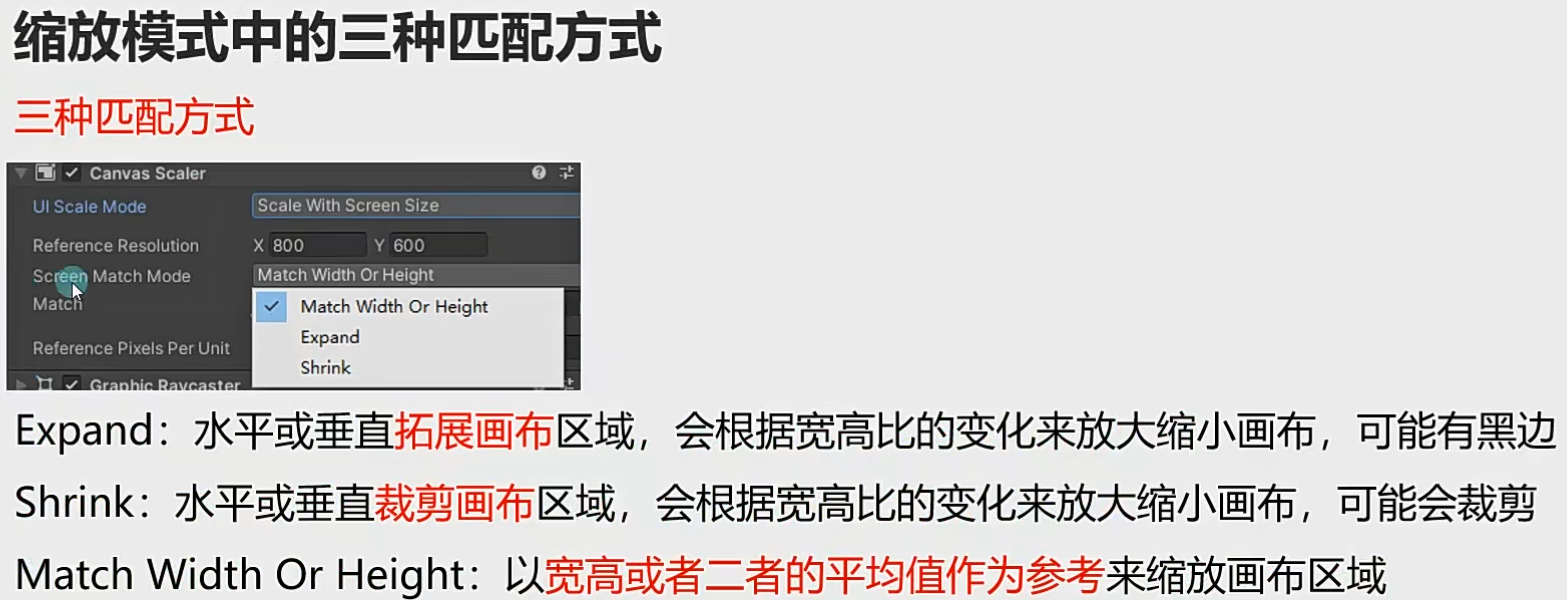 缩放模式中的三种匹配方式
三种匹配方式
Canvas Scaler
UI Scale Mode Scale With Screen Size
Reference Resolution X 800 Y 600
Screen Match Mode Match Width Or Height
Match Match Width Or Height
Expand
Reference Pixels Per Unit
Shrink
Graphic Raycaster
Expand：水平或垂直拓展画布区域，会根据宽高比的变化来放大缩小画布，可能有黑边
Shrink：水平或垂直裁剪画布区域，会根据宽高比的变化来放大缩小画布，可能会裁剪
Match Width Or Height：以宽高或者二者的平均值作为参考来缩放画布区域